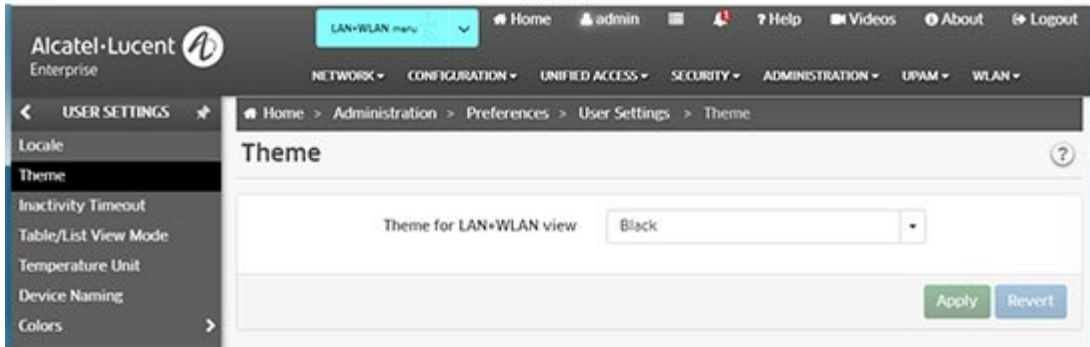 Alcatel·Lucent
Enterprise
LAN+WLAN menu
Home admin 1 ? Help Videos About Logout
NETWORK CONFIGURATION UNIFIED ACCESS SECURITY ADMINISTRATION UPAM WLAN
USER SETTINGS
Home > Administration > Preferences > User Settings > Theme
Locale
Theme
Inactivity Timeout
Table/List View Mode
Temperature Unit
Device Naming
Colors
Theme
?
Theme for LAN+WLAN view Black
Apply Revert